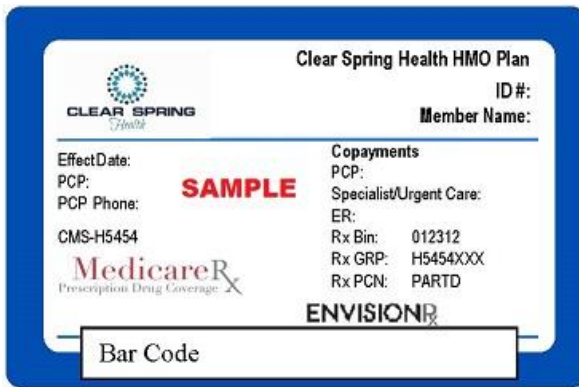 Clear Spring Health HMO Plan
ID #:
Member Name:
CLEAR SPRING
Health
Effect Date:
PCP:
PCP Phone:
SAMPLE
CMS-H5454
MedicareRx
Prescription Drug Coverage
Copayments
PCP:
Specialist/Urgent Care:
ER:
Rx Bin: 012312
Rx GRP: H5454XXX
Rx PCN: PARTD
ENVISIONRx
Bar Code